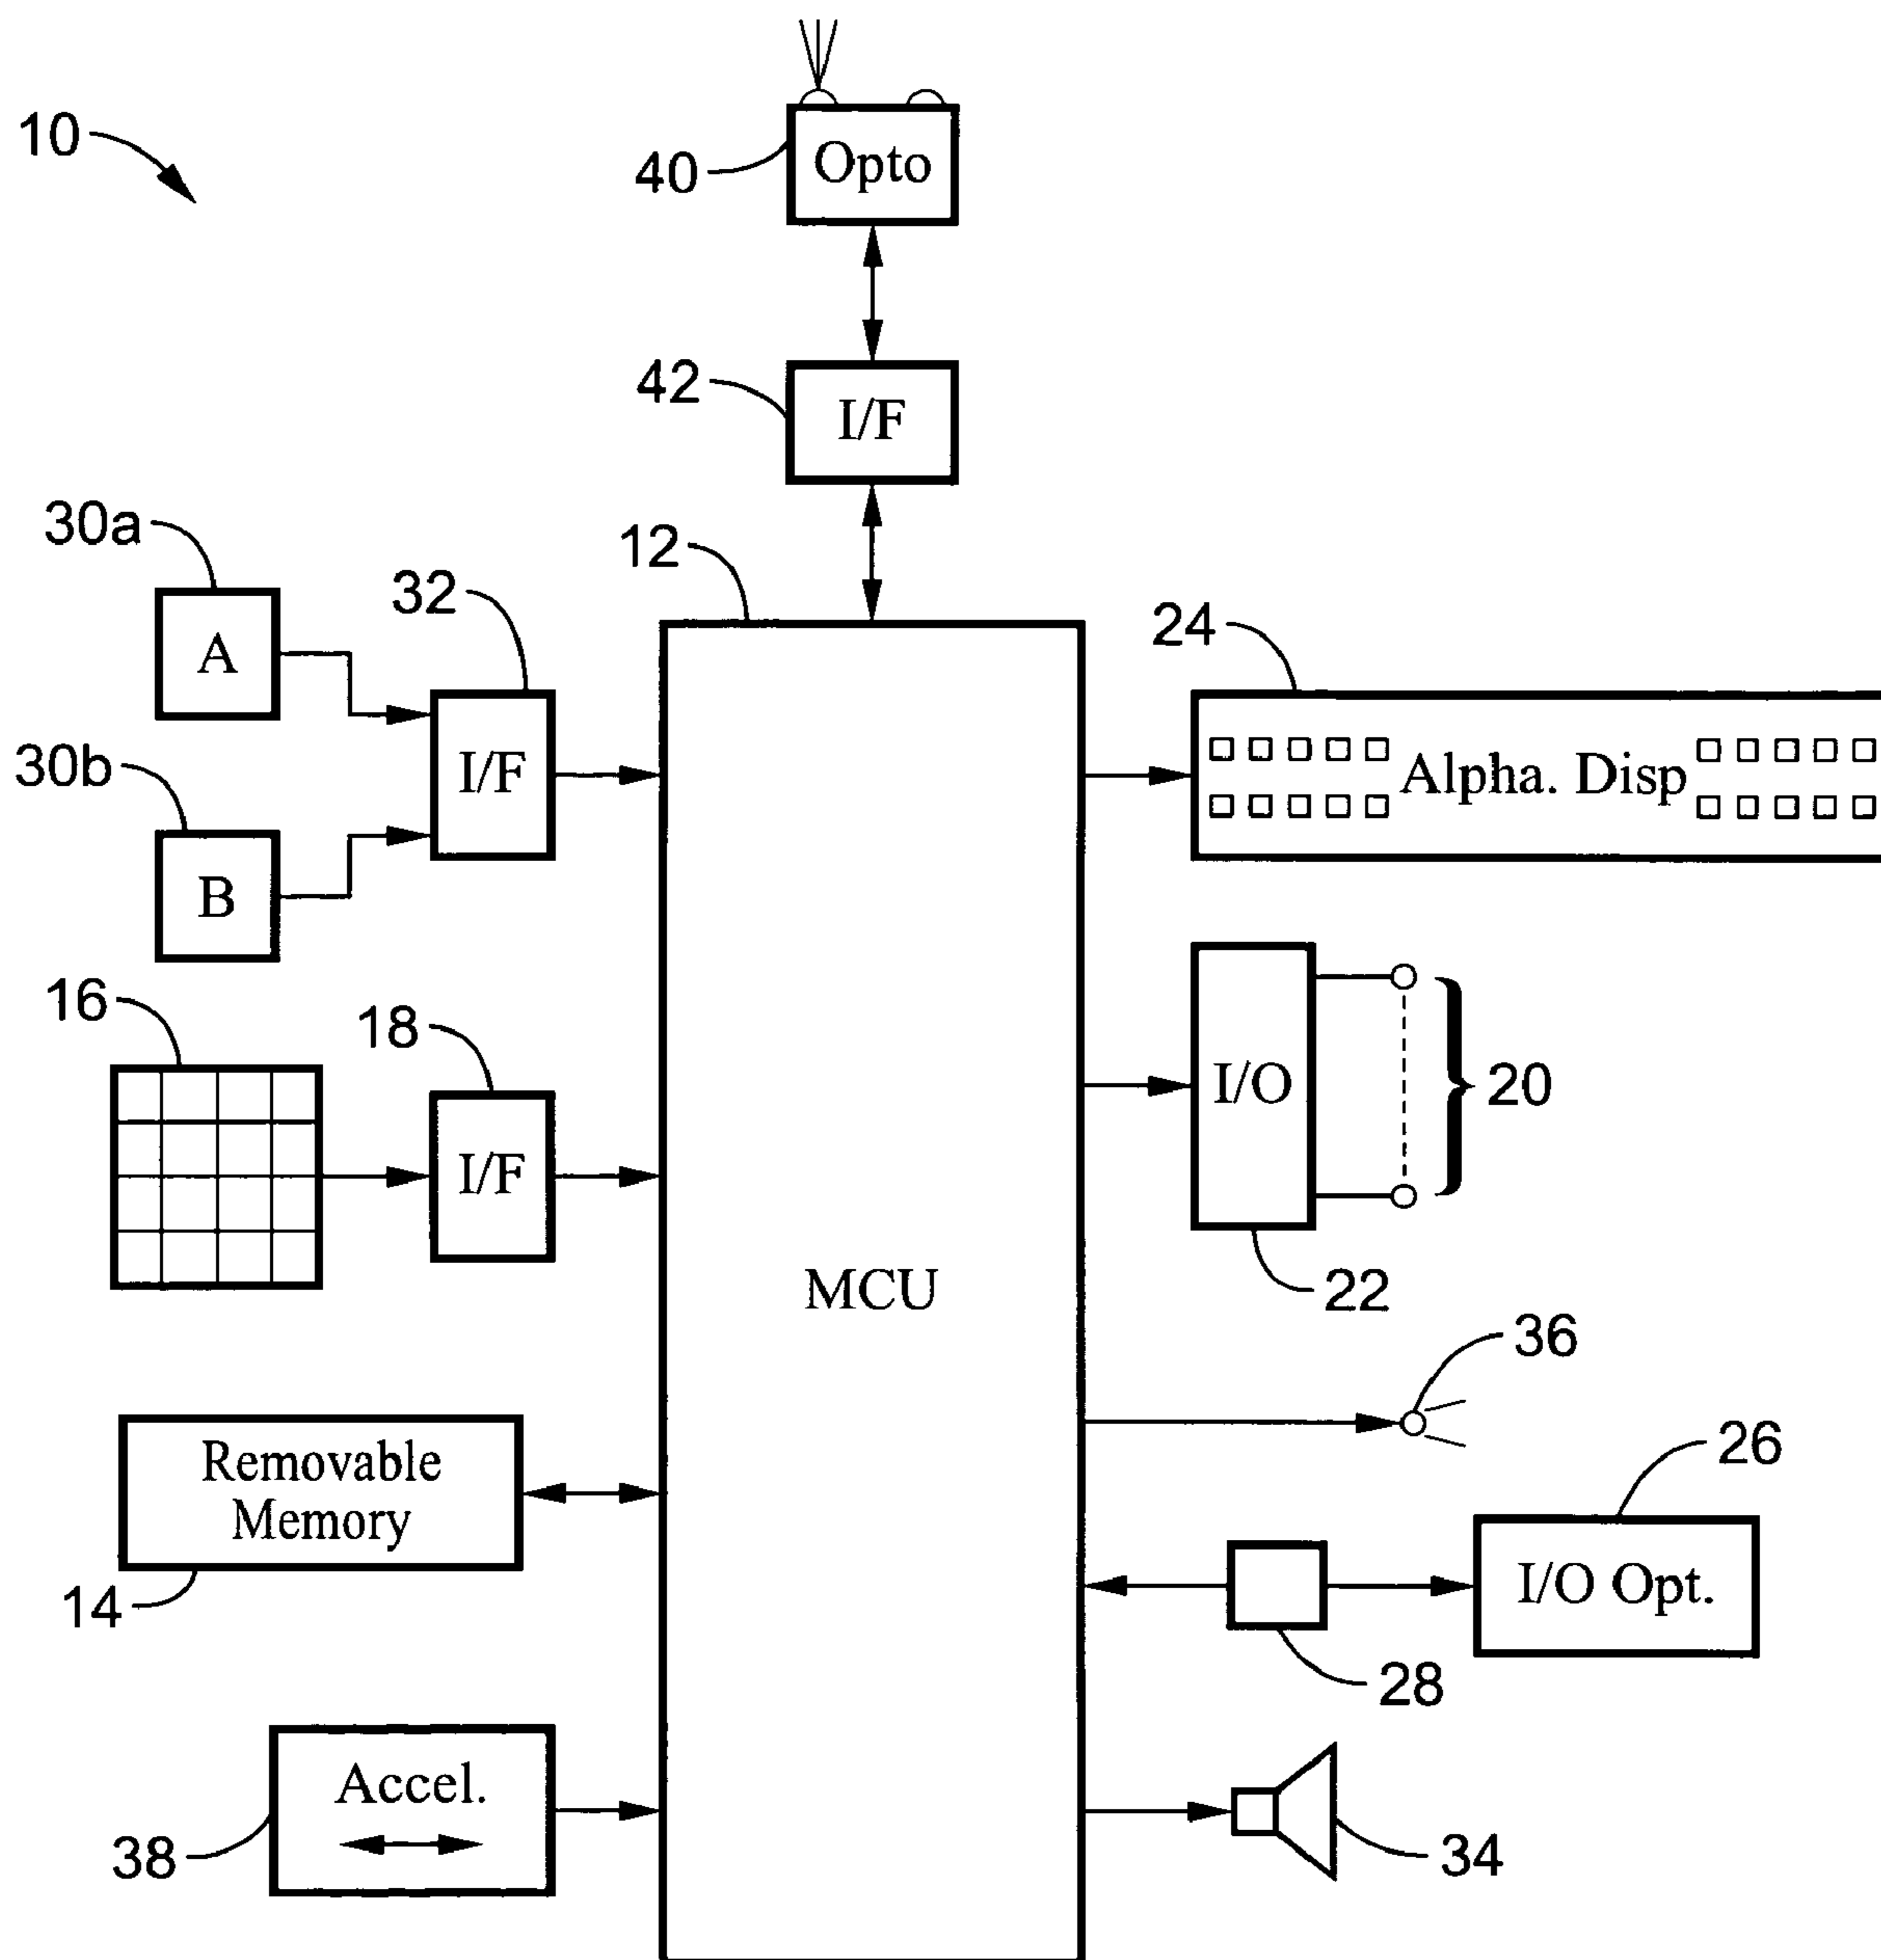 10
40
Opto
42
I/F
30a
12
32
A
24
30b
I/F
Alpha. Disp
B
16
18
I/O
20
I/F
MCU
22
36
Removable
Memory
26
14
I/O Opt.
28
Accel.
38
34